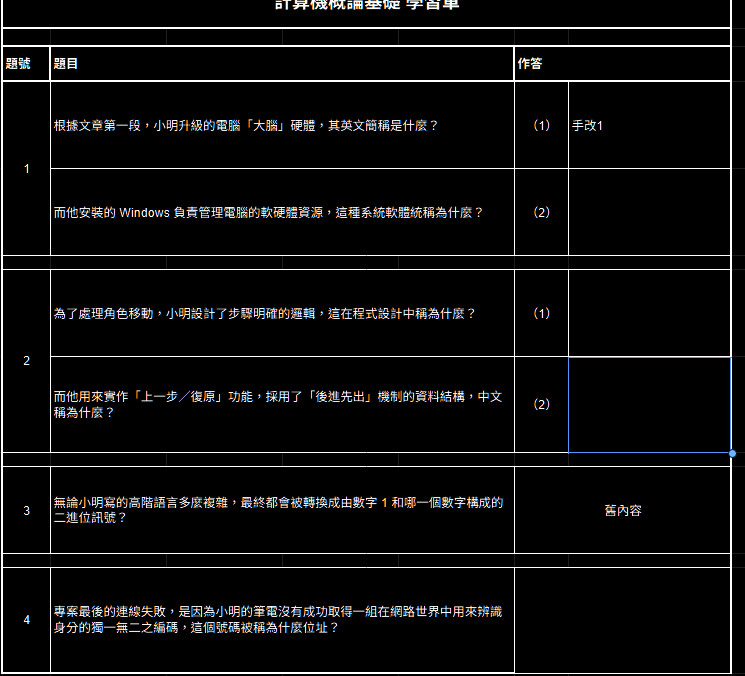 計算機概論基礎 學習單
題號 題目 作答
1
根據文章第一段，小明升級的電腦「大腦」硬體，其英文簡稱是什麼？ （1） 手改1
而他安裝的 Windows 負責管理電腦的軟硬體資源，這種系統軟體統稱為什麼？ （2）
2
為了處理角色移動，小明設計了步驟明確的邏輯，這在程式設計中稱為什麼？ （1）
而他用來實作「上一步／復原」功能，採用了「後進先出」機制的資料結構，中文
稱為什麼？ （2）
3
無論小明寫的高階語言多麼複雜，最終都會被轉換成由數字 1 和哪一個數字構成的
二進位訊號？
舊內容
4
專案最後的連線失敗，是因為小明的筆電沒有成功取得一組在網路世界中用來辨識
身分的獨一無二之編碼，這個號碼被稱為什麼位址？